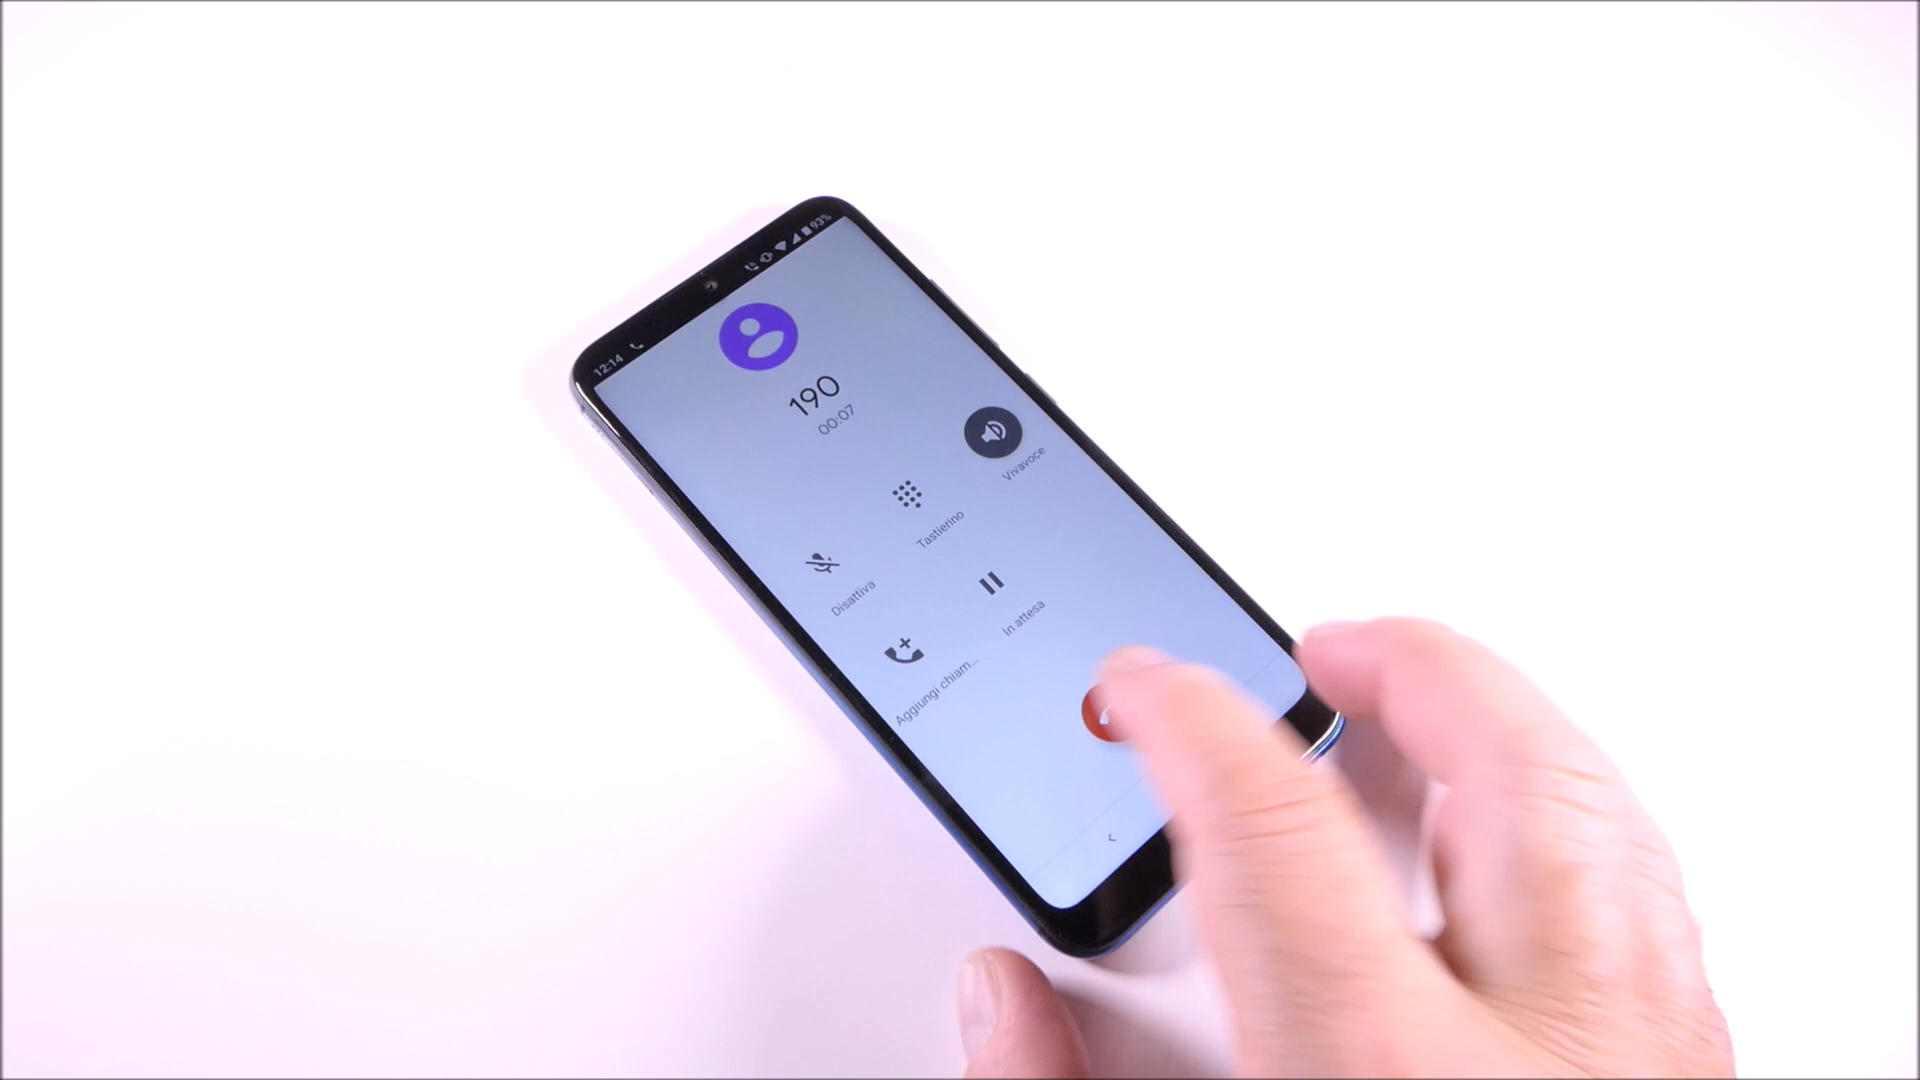 12:14
93%
190
00:07
Vivavoce
Tastierino
Disattiva
In attesa
Aggiungi chiam...